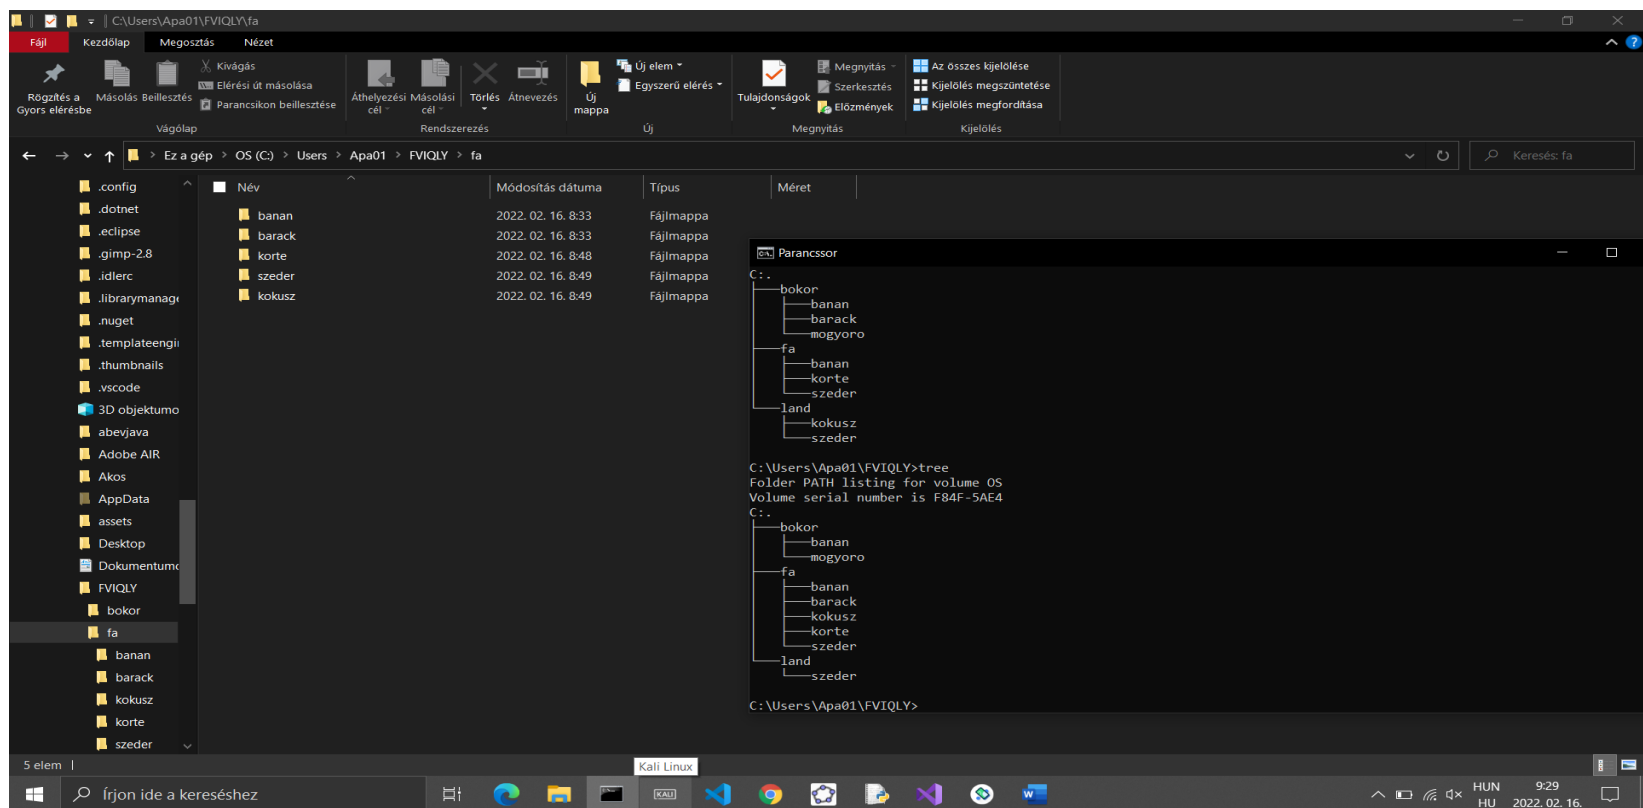 C:\Users\Apa01\FVIQLY\fa
Fájl Kezdőlap Megosztás Nézet
Rögzítés a Gyors elérésbe
Másolás
Beillesztés
Kivágás
Elérési út másolása
Parancsikon beillesztése
Vágólap
Áthelyezési cél
Másolási cél
Törlés
Átnevezés
Rendszerezés
Új mappa
Új elem
Egyszerű elérés
Új
Tulajdonságok
Megnyitás
Szerkesztés
Előzmények
Megnyitás
Az összes kijelölése
Kijelölés megszüntetése
Kijelölés megfordítása
Kijelölés
Ez a gép > OS (C:) > Users > Apa01 > FVIQLY > fa
Keresés: fa
.config
.dotnet
.eclipse
.gimp-2.8
.idlerc
.librarymanage
.nuget
.templateengi
.thumbnails
.vscode
3D objektumo
abevjava
Adobe AIR
Akos
AppData
assets
Desktop
Dokumentumo
FVIQLY
bokor
fa
banan
barack
kokusz
korte
szeder
Név Módosítás dátuma Típus Méret
banan 2022. 02. 16. 8:33 Fájlmappa
barack 2022. 02. 16. 8:33 Fájlmappa
korte 2022. 02. 16. 8:48 Fájlmappa
szeder 2022. 02. 16. 8:49 Fájlmappa
kokusz 2022. 02. 16. 8:49 Fájlmappa
Parancssor
C:.
├───bokor
│   ├───banan
│   ├───barack
│   └───mogyoro
├───fa
│   ├───banan
│   ├───korte
│   └───szeder
└───land
    ├───kokusz
    └───szeder
C:\Users\Apa01\FVIQLY>tree
Folder PATH listing for volume OS
Volume serial number is F84F-5AE4
C:.
├───bokor
│   ├───banan
│   └───mogyoro
├───fa
│   ├───banan
│   ├───barack
│   ├───kokusz
│   ├───korte
│   └───szeder
└───land
    └───szeder
C:\Users\Apa01\FVIQLY>
5 elem
Kali Linux
Írjon ide a kereséshez
KALI
HUN
HU
9:29
2022. 02. 16.